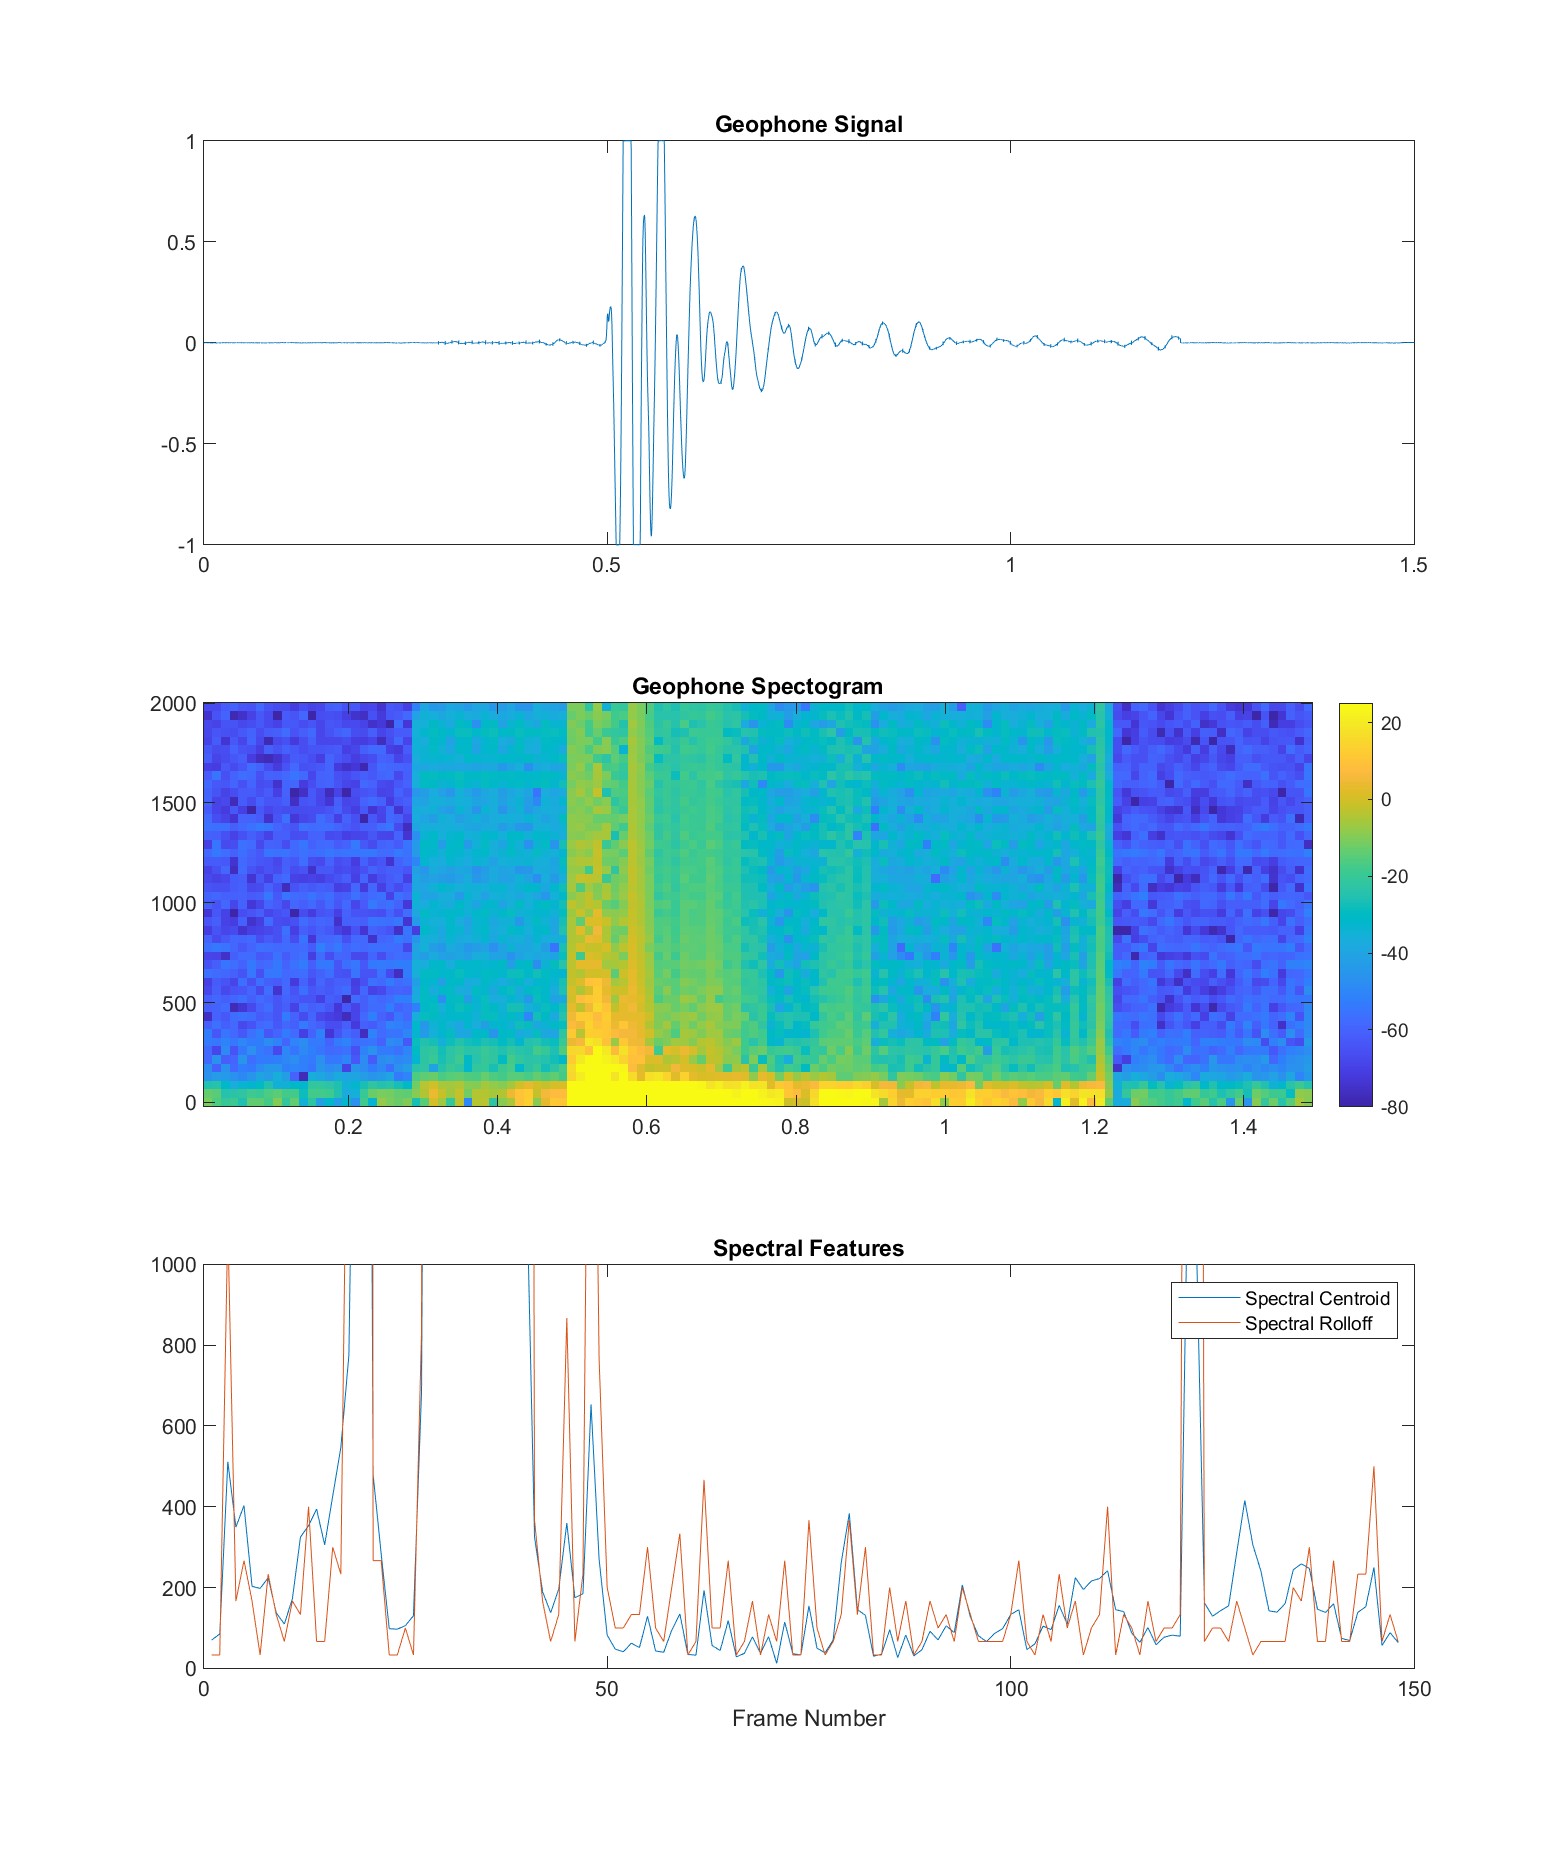 Geophone Signal
1
0.5
0
-0.5
-1
0 0.5 1 1.5
Geophone Spectogram
2000
1500
1000
500
0
0.2 0.4 0.6 0.8 1 1.2 1.4
20
0
-20
-40
-60
-80
Spectral Features
1000
800
600
400
200
0
Spectral Centroid
Spectral Rolloff
0 50 100 150
Frame Number